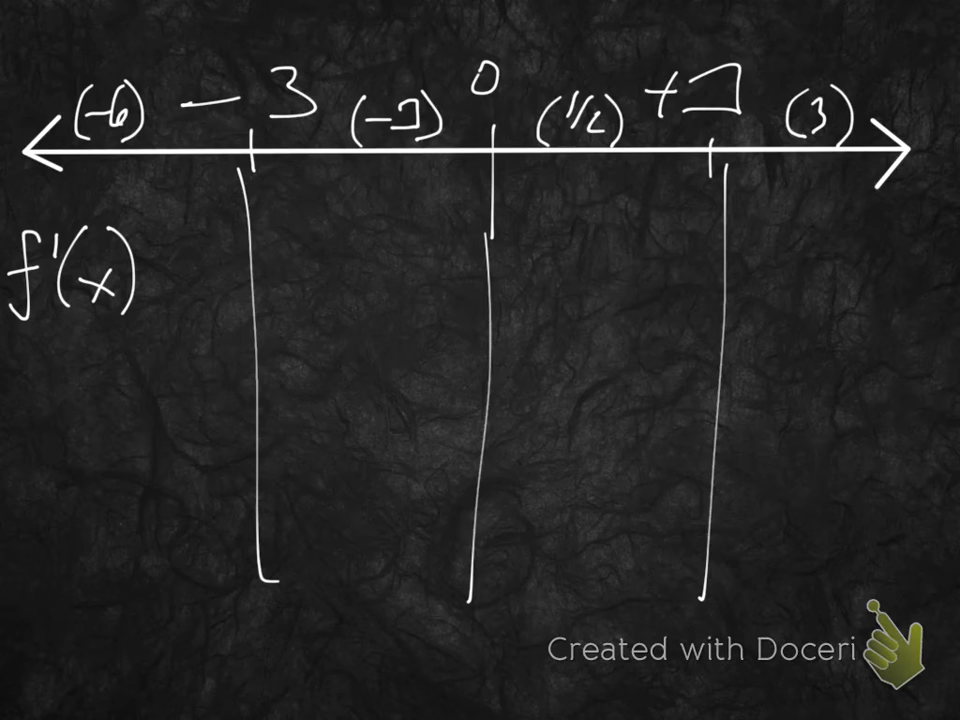 (-6) -3 (-1) 0 (1/2) +1 (3)
f'(x)
Created with Doceri